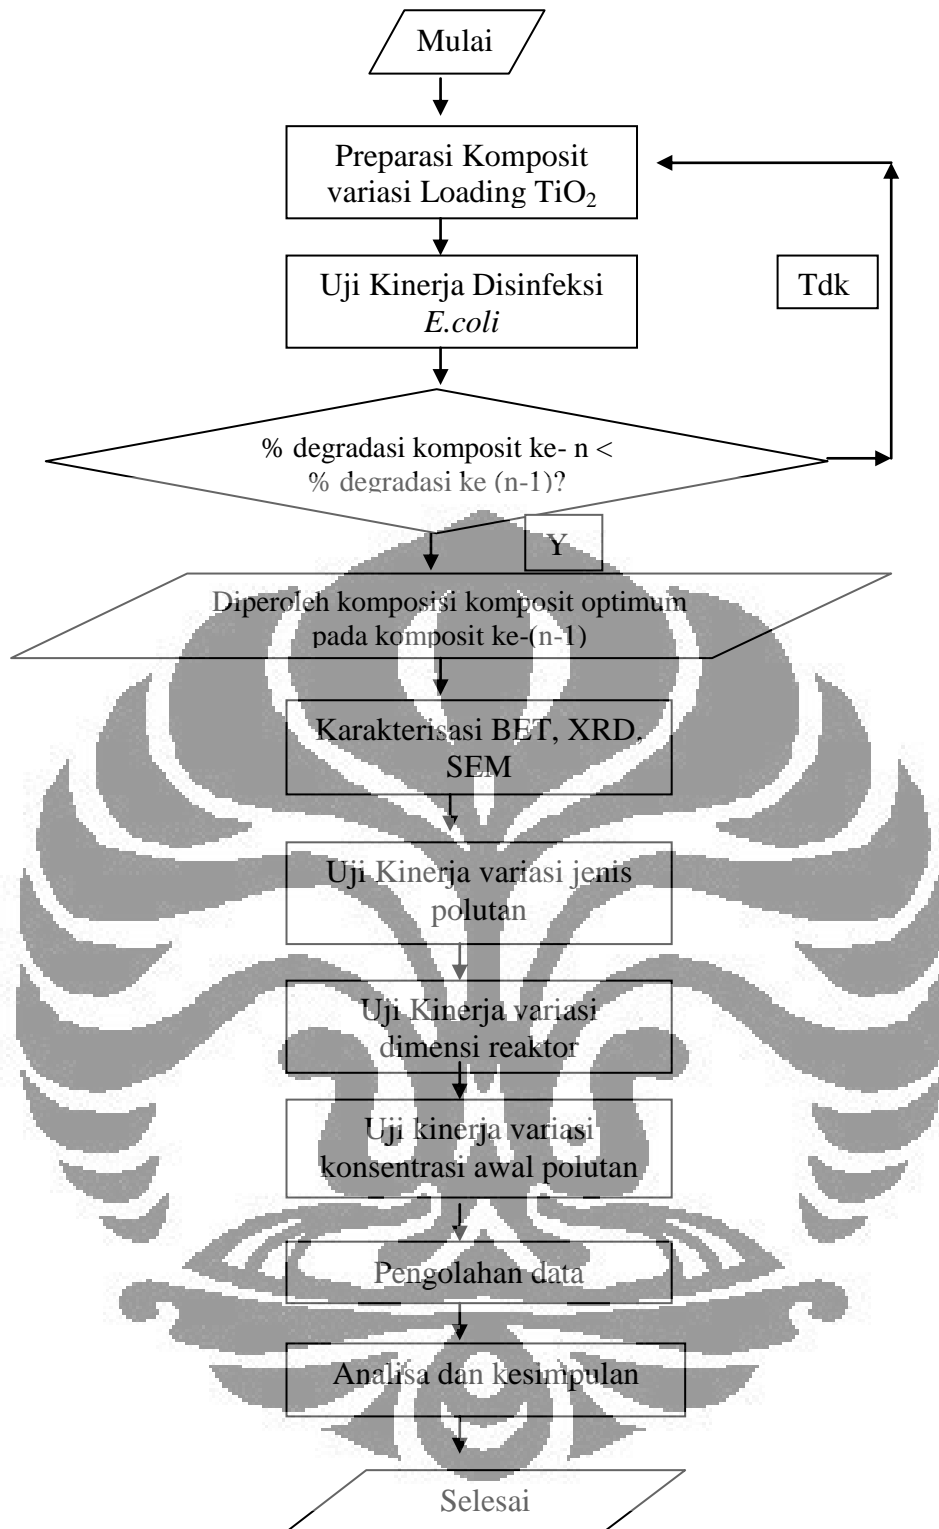 Mulai
Preparasi Komposit
variasi Loading TiO₂
Uji Kinerja Disinfeksi
E.coli
Tdk
% degradasi komposit ke- n <
% degradasi ke (n-1)?
Y
Diperoleh komposisi komposit optimum
pada komposit ke-(n-1)
Karakterisasi BET, XRD,
SEM
Uji Kinerja variasi jenis
polutan
Uji Kinerja variasi
dimensi reaktor
Uji kinerja variasi
konsentrasi awal polutan
Pengolahan data
Analisa dan kesimpulan
Selesai